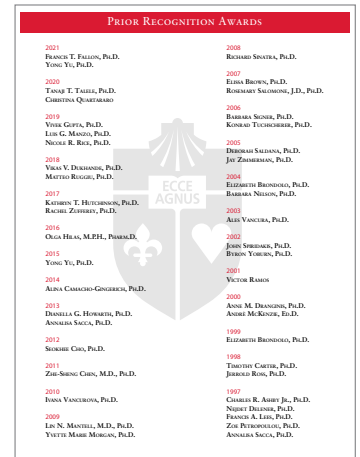 Prior Recognition Awards
2021
Francis T. Fallon, Ph.D.
Yong Yu, Ph.D.
2020
Tanaji T. Talele, Ph.D.
Christina Quartararo
2019
Vivek Gupta, Ph.D.
Luis G. Manzo, Ph.D.
Nicole R. Rice, Ph.D.
2018
Vikas V. Dukhande, Ph.D.
Matteo Ruggiu, Ph.D.
2017
Kathryn T. Hutchinson, Ph.D.
Rachel Zufferey, Ph.D.
2016
Olga Hilas, M.P.H., Pharm.D.
2015
Yong Yu, Ph.D.
2014
Alina Camacho-Gingerich, Ph.D.
2013
Dianella G. Howarth, Ph.D.
Annalisa Sacca, Ph.D.
2012
Seokhee Cho, Ph.D.
2011
Zhe-Sheng Chen, M.D., Ph.D.
2010
Ivana Vancurova, Ph.D.
2009
Lin N. Mantell, M.D., Ph.D.
Yvette Marie Morgan, Ph.D.
2008
Richard Sinatra, Ph.D.
2007
Elissa Brown, Ph.D.
Rosemary Salomone, J.D., Ph.D.
2006
Barbara Signer, Ph.D.
Konrad Tuchscherer, Ph.D.
2005
Deborah Saldana, Ph.D.
Jay Zimmerman, Ph.D.
2004
Elizabeth Brondolo, Ph.D.
Barbara Nelson, Ph.D.
2003
Ales Vancura, Ph.D.
2002
John Spiridakis, Ph.D.
Byron Yoburn, Ph.D.
2001
Victor Ramos
2000
Anne M. Dranginis, Ph.D.
Andre McKenzie, Ed.D.
1999
Elizabeth Brondolo, Ph.D.
1998
Timothy Carter, Ph.D.
Jerrold Ross, Ph.D.
1997
Charles R. Ashby Jr., Ph.D.
Nejdet Delener, Ph.D.
Francis A. Lees, Ph.D.
Zoe Petropoulou, Ph.D.
Annalisa Sacca, Ph.D.
ECCE
AGNUS